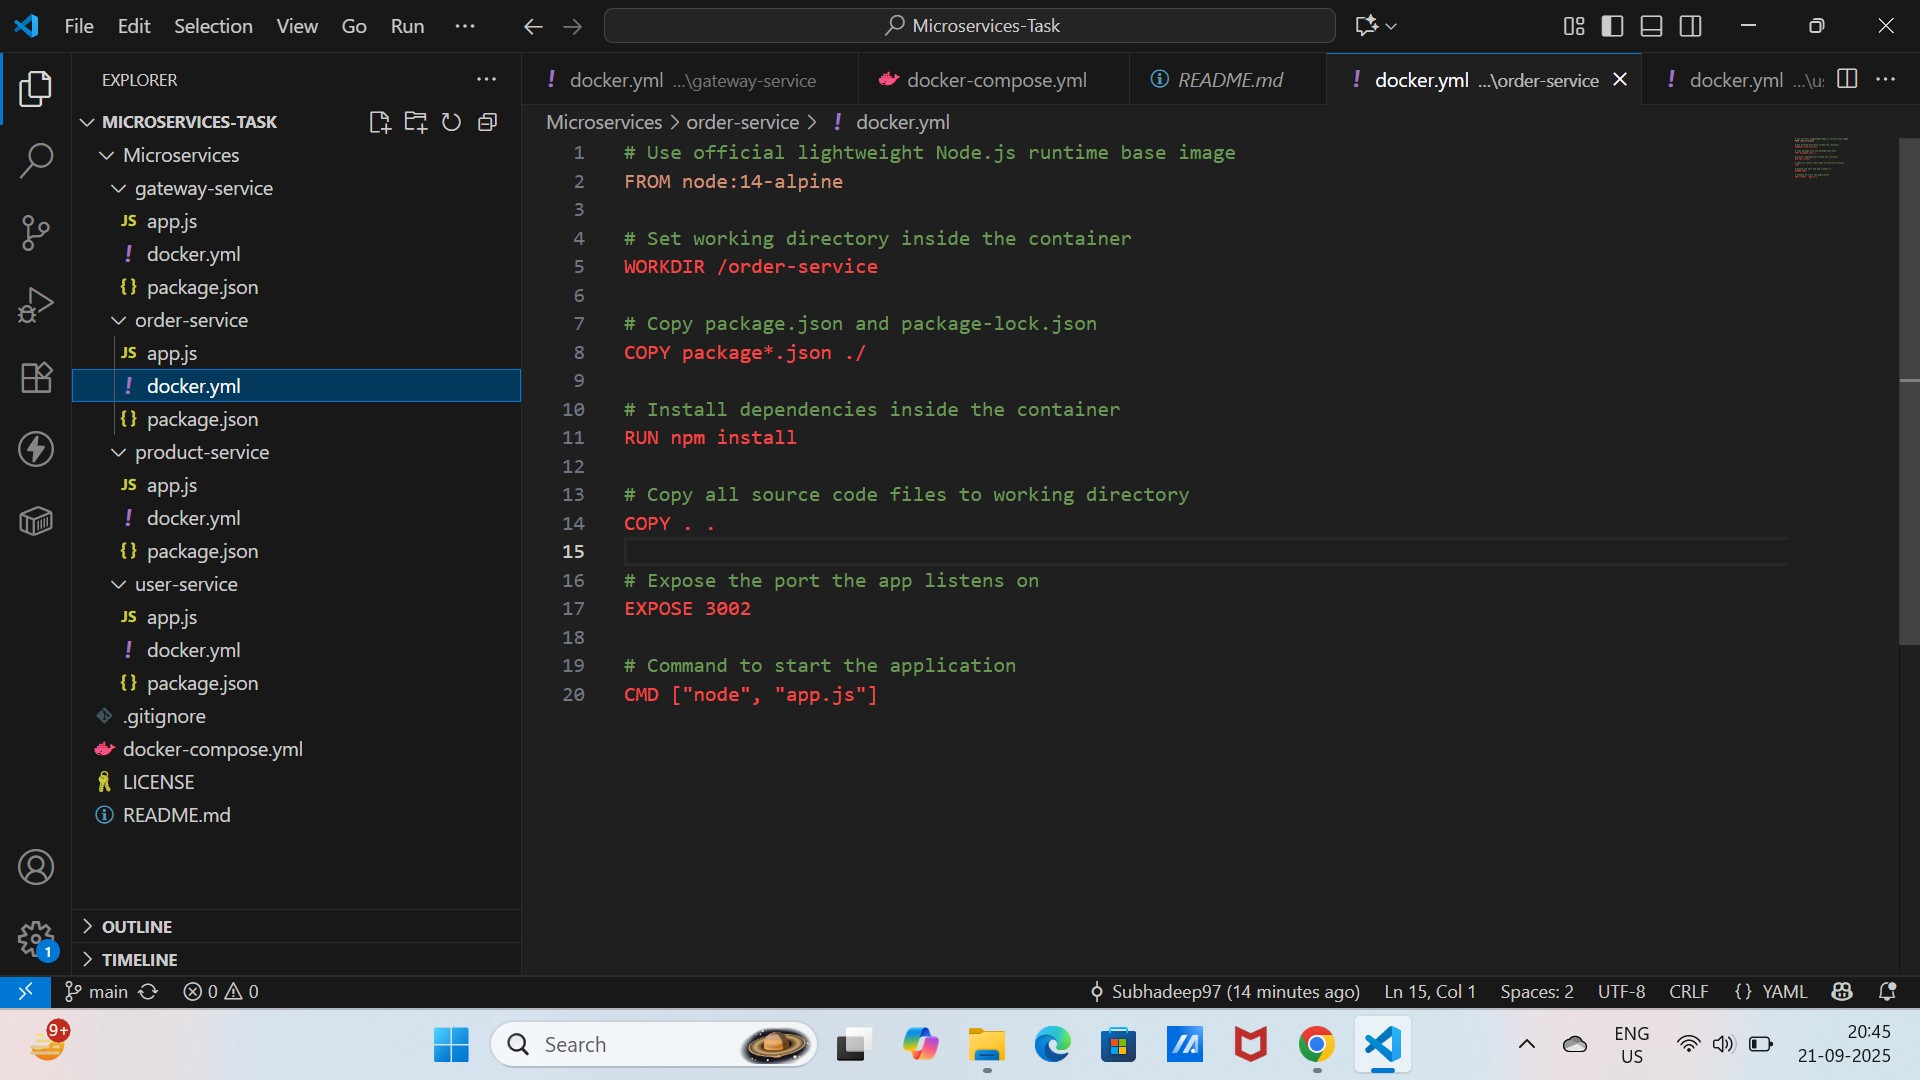 File Edit Selection View Go Run ...
Microservices-Task
EXPLORER
! docker.yml ...\gateway-service
docker-compose.yml
README.md
! docker.yml ...\order-service
! docker.yml ...\us
MICROSERVICES-TASK
Microservices > order-service > ! docker.yml
Microservices
gateway-service
JS app.js
! docker.yml
{} package.json
order-service
JS app.js
! docker.yml
{} package.json
product-service
JS app.js
! docker.yml
{} package.json
user-service
JS app.js
! docker.yml
{} package.json
.gitignore
docker-compose.yml
LICENSE
README.md
OUTLINE
TIMELINE
1 # Use official lightweight Node.js runtime base image
2 FROM node:14-alpine
3
4 # Set working directory inside the container
5 WORKDIR /order-service
6
7 # Copy package.json and package-lock.json
8 COPY package*.json ./
9
10 # Install dependencies inside the container
11 RUN npm install
12
13 # Copy all source code files to working directory
14 COPY . .
15
16 # Expose the port the app listens on
17 EXPOSE 3002
18
19 # Command to start the application
20 CMD ["node", "app.js"]
1
main 0 0 Subhadeep97 (14 minutes ago) Ln 15, Col 1 Spaces: 2 UTF-8 CRLF {} YAML
9+
Search
ENG
US
20:45
21-09-2025